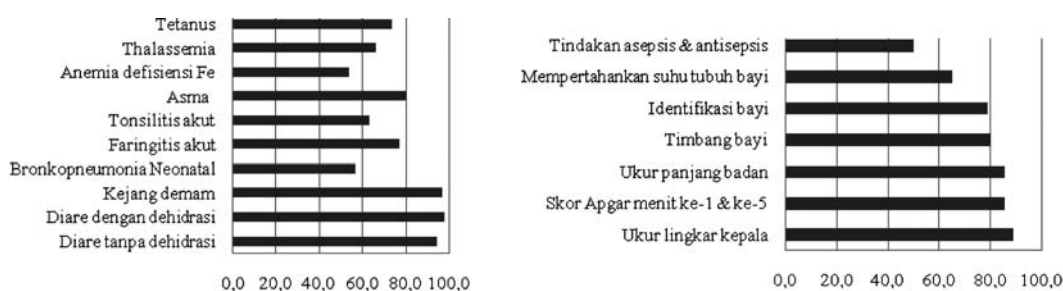 Tetanus
Thalassemia
Anemia defisiensi Fe
Asma
Tonsilitis akut
Faringitis akut
Bronkopneumonia Neonatal
Kejang demam
Diare dengan dehidrasi
Diare tanpa dehidrasi
0,0 20,0 40,0 60,0 80,0 100,0
Tindakan asepsis & antisepsis
Mempertahankan suhu tubuh bayi
Identifikasi bayi
Timbang bayi
Ukur panjang badan
Skor Apgar menit ke-1 & ke-5
Ukur lingkar kepala
0,0 20,0 40,0 60,0 80,0 100,0